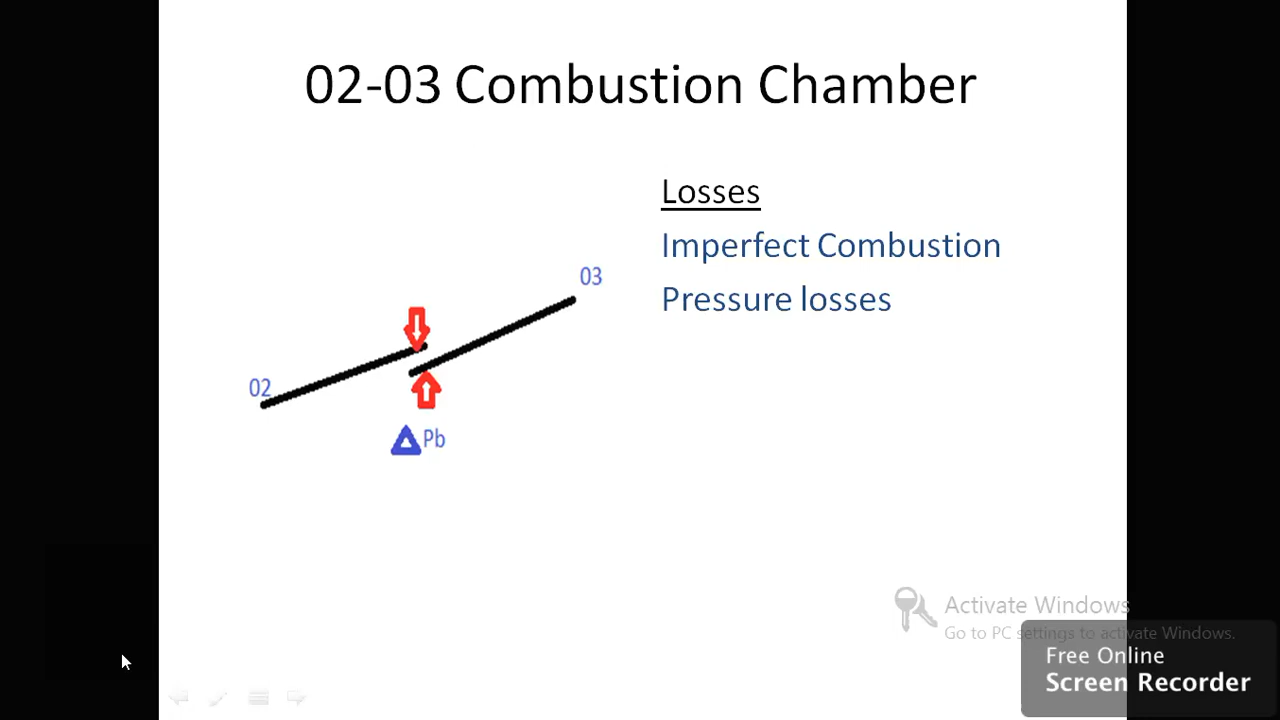 02-03 Combustion Chamber
Losses
Imperfect Combustion
Pressure losses
03
02
Pb
Activate Windows
Go to PC settings to activate Windows.
Free Online
Screen Recorder